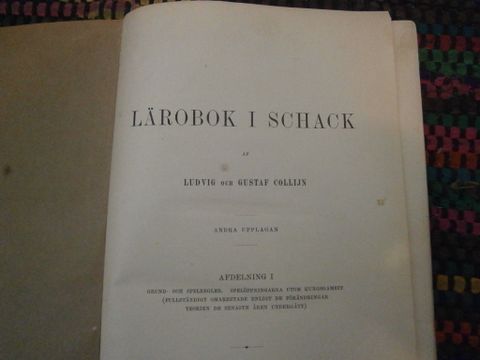 LÄROBOK I SCHACK
AF
LUDVIG OCH GUSTAF COLLIJN
ANDRA UPPLAGAN
AFDELNING I
GRUND- OCH SPELREGLER. SPELÖPPNINGARNA UTOM KUNGSGAMBIT
(FULLSTÄNDIGT OMARBETADE ENLIGT DE FÖRÄNDRINGAR
TEORIEN DE SENASTE ÅREN UNDERGÅTT)